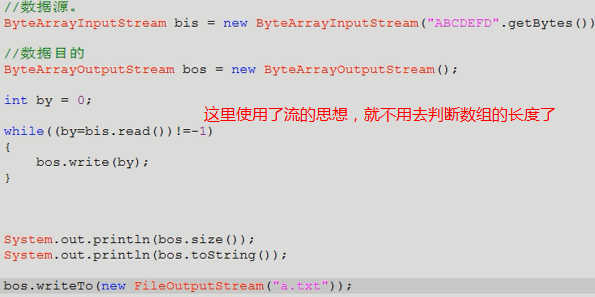 //数据源。
ByteArrayInputStream bis = new ByteArrayInputStream("ABCDEFD".getBytes())
//数据目的
ByteArrayOutputStream bos = new ByteArrayOutputStream();
int by = 0;
这里使用了流的思想，就不用去判断数组的长度了
while((by=bis.read())!=-1)
{
bos.write(by);
}
System.out.println(bos.size());
System.out.println(bos.toString());
bos.writeTo(new FileOutputStream("a.txt"));